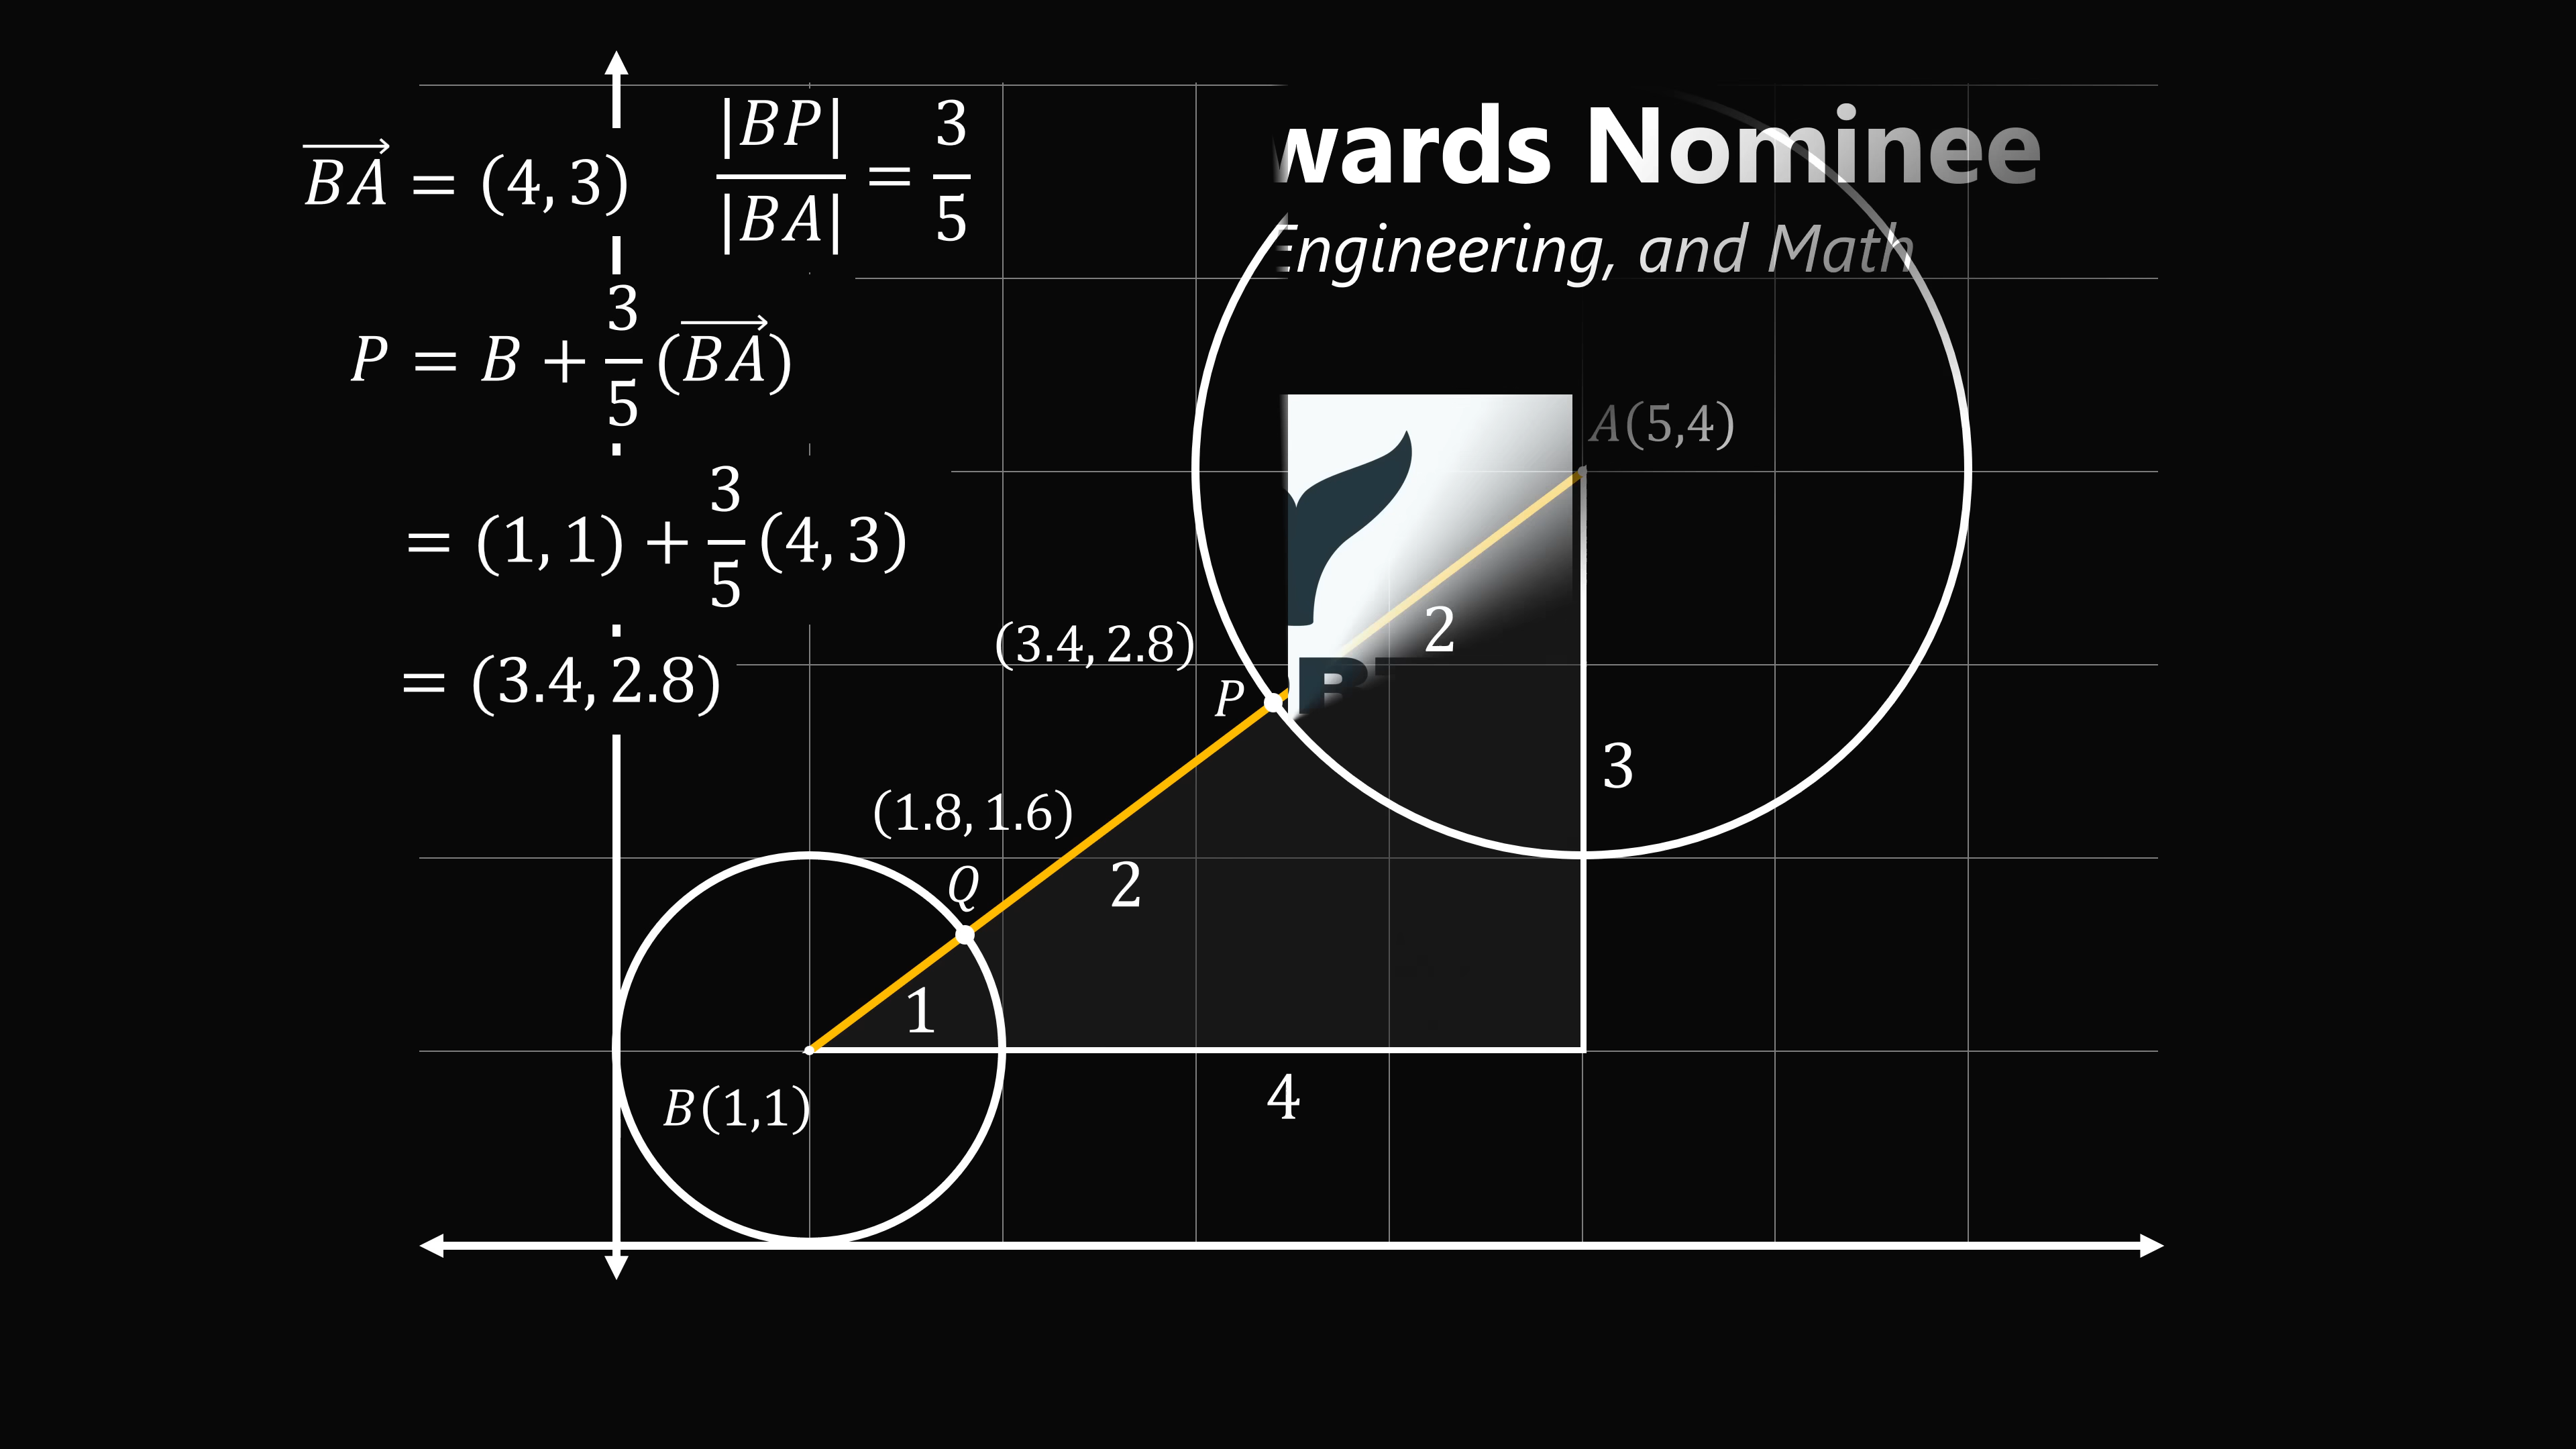 BA = (4, 3)
|BP| / |BA| = 3/5
P = B + 3/5 (BA)
= (1, 1) + 3/5 (4, 3)
= (3.4, 2.8)
wards Nominee
Engineering, and Math
A(5,4)
(3.4, 2.8)
2
P
3
(1.8, 1.6)
Q
2
1
B(1,1)
4